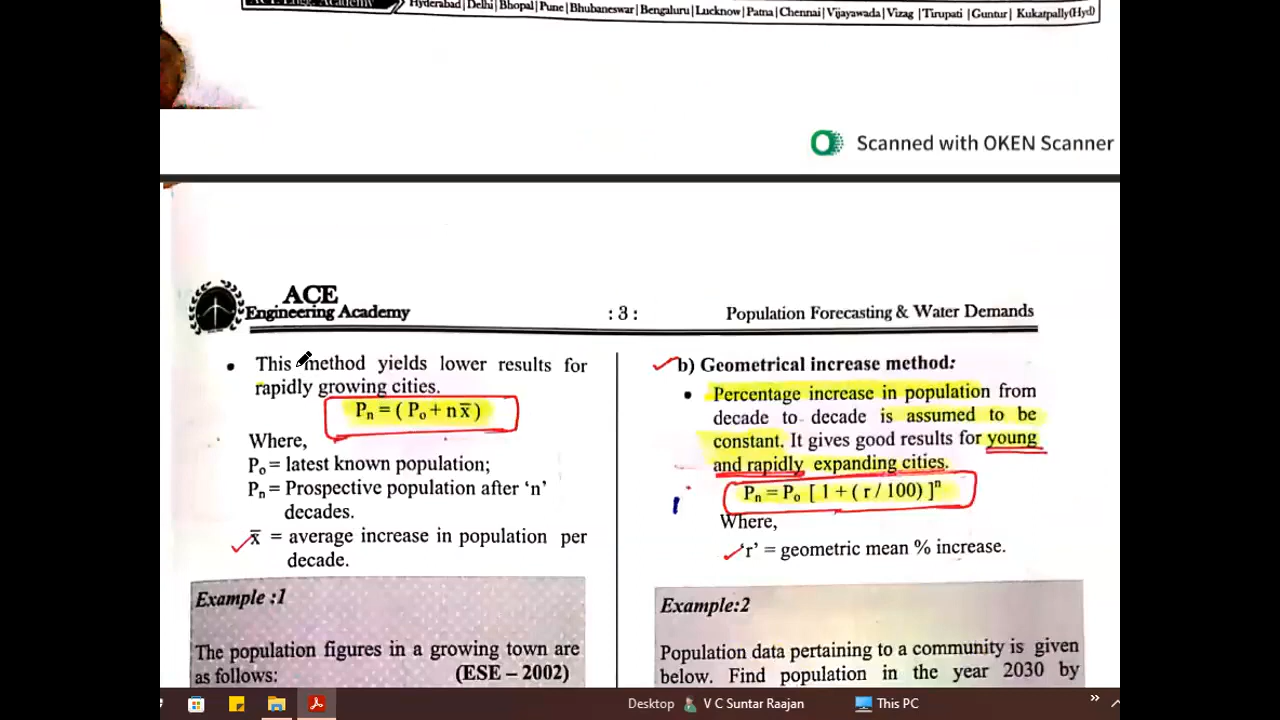 ACE Engg. Academy Hyderabad|Delhi|Bhopal|Pune|Bhubaneswar|Bengaluru|Lucknow|Patna|Chennai|Vijayawada|Vizag|Tirupati|Guntur|Kukatpally(Hyd)
Scanned with OKEN Scanner
ACE
Engineering Academy
: 3 :
Population Forecasting & Water Demands
• This method yields lower results for
rapidly growing cities.
Pₙ = ( Pₒ + n x̅ )
Where,
Pₒ = latest known population;
Pₙ = Prospective population after ‘n’
decades.
x̅ = average increase in population per
decade.
Example :1
The population figures in a growing town are
as follows: (ESE – 2002)
b) Geometrical increase method:
• Percentage increase in population from
decade to decade is assumed to be
constant. It gives good results for young
and rapidly expanding cities.
Pₙ = Pₒ [ 1 + ( r / 100) ]ⁿ
Where,
‘r’ = geometric mean % increase.
Example:2
Population data pertaining to a community is given
below. Find population in the year 2030 by
Desktop V C Suntar Raajan This PC